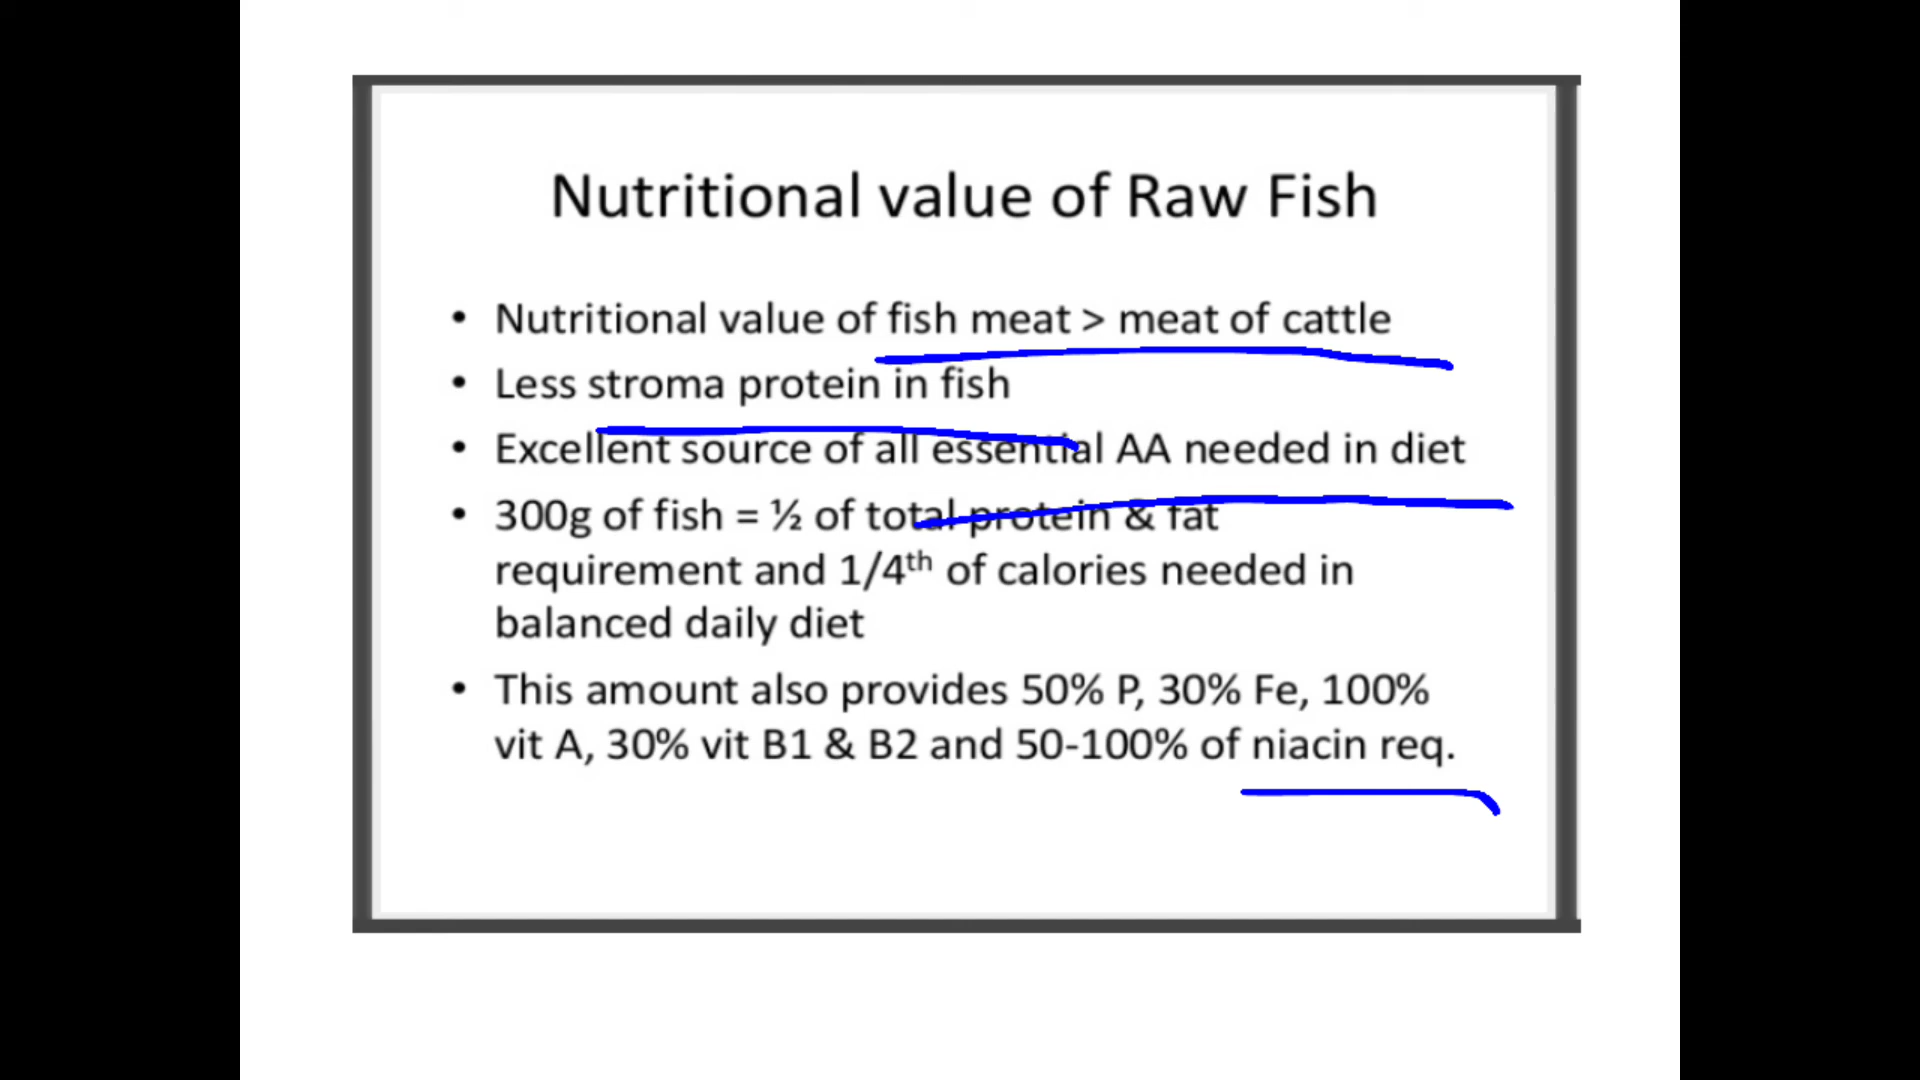 Nutritional value of Raw Fish
• Nutritional value of fish meat > meat of cattle
• Less stroma protein in fish
• Excellent source of all essential AA needed in diet
• 300g of fish = ½ of total protein & fat
requirement and 1/4th of calories needed in
balanced daily diet
• This amount also provides 50% P, 30% Fe, 100%
vit A, 30% vit B1 & B2 and 50-100% of niacin req.